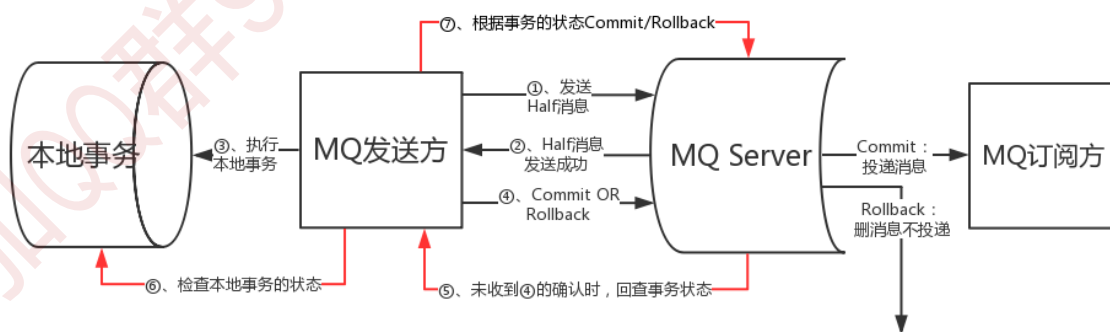 ⑦、根据事务的状态Commit/Rollback
①、发送
Half消息
本地事务
③、执行
本地事务
MQ发送方
②、Half消息
发送成功
MQ Server
Commit：
投递消息
MQ订阅方
④、Commit OR
Rollback
Rollback：
删消息不投递
⑥、检查本地事务的状态
⑤、未收到④的确认时，回查事务状态
加QQ群